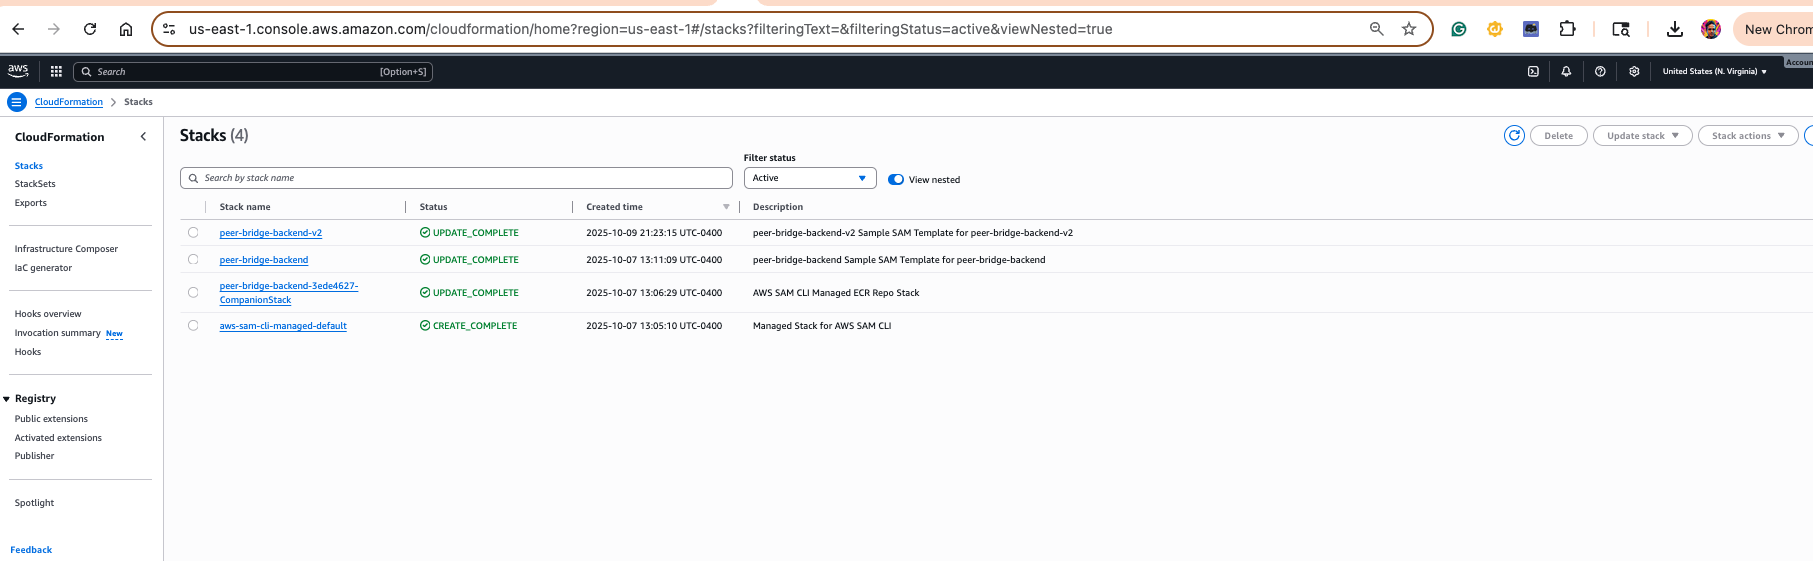 us-east-1.console.aws.amazon.com/cloudformation/home?region=us-east-1#/stacks?filteringText=&filteringStatus=active&viewNested=true
New Chrom
aws
Search
[Option+S]
United States (N. Virginia)
Accoun
CloudFormation
Stacks
CloudFormation
Stacks
StackSets
Exports
Infrastructure Composer
IaC generator
Hooks overview
Invocation summary New
Hooks
Registry
Public extensions
Activated extensions
Publisher
Spotlight
Feedback
Stacks (4)
Delete
Update stack
Stack actions
Filter status
Search by stack name
Active
View nested
Stack name Status Created time Description
peer-bridge-backend-v2 UPDATE_COMPLETE 2025-10-09 21:23:15 UTC-0400 peer-bridge-backend-v2 Sample SAM Template for peer-bridge-backend-v2
peer-bridge-backend UPDATE_COMPLETE 2025-10-07 13:11:09 UTC-0400 peer-bridge-backend Sample SAM Template for peer-bridge-backend
peer-bridge-backend-3ede4627-
CompanionStack UPDATE_COMPLETE 2025-10-07 13:06:29 UTC-0400 AWS SAM CLI Managed ECR Repo Stack
aws-sam-cli-managed-default CREATE_COMPLETE 2025-10-07 13:05:10 UTC-0400 Managed Stack for AWS SAM CLI